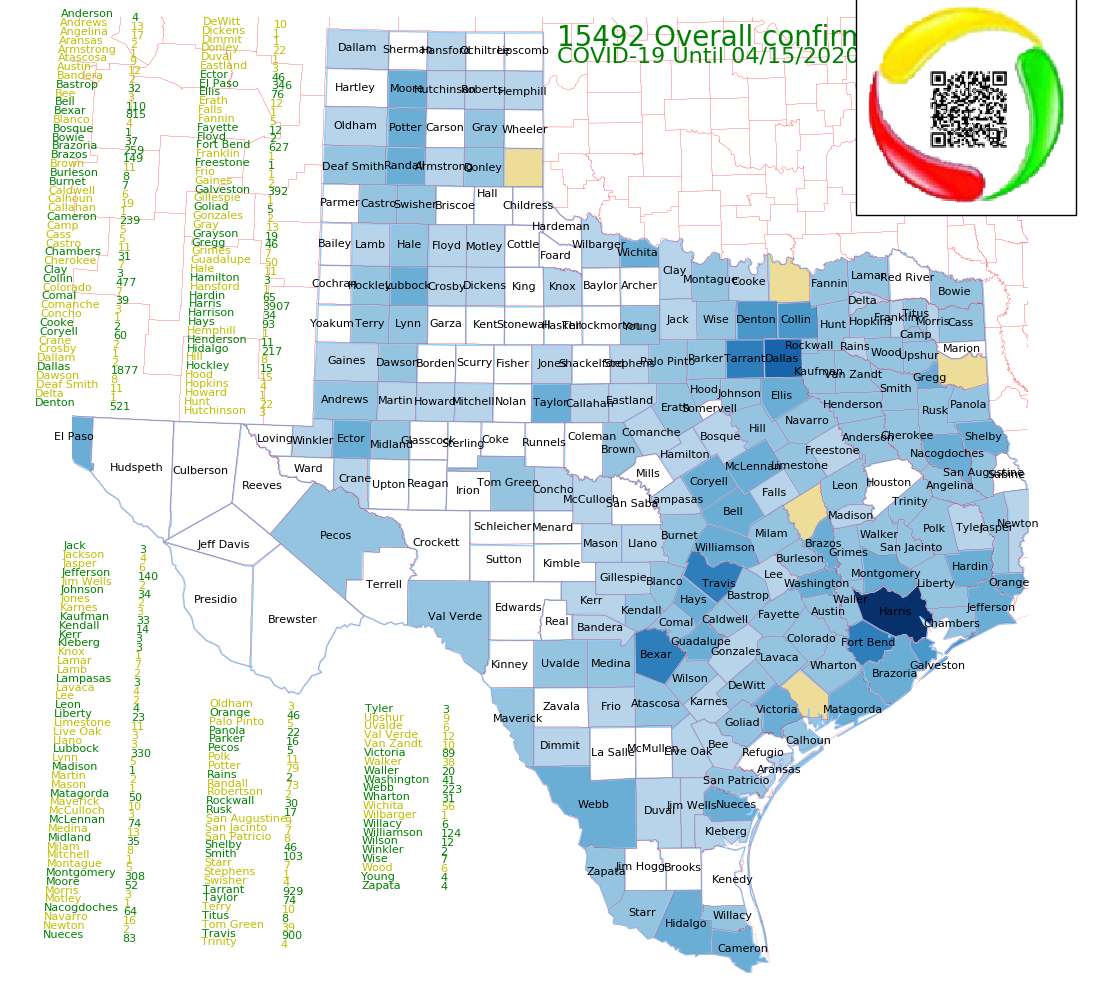 15492 Overall confirm
COVID-19 Until 04/15/2020
Anderson 4
Andrews 13
Angelina 17
Aransas 2
Armstrong
Atascosa 9
Austin 12
Bandera
Bastrop 32
Bee 3
Bell 110
Bexar 815
Blanco 4
Bosque 1
Bowie 37
Brazoria 259
Brazos 149
Brown 11
Burleson 8
Burnet 7
Caldwell 6
Calhoun 19
Callahan 2
Cameron 239
Camp 5
Cass 5
Castro 11
Chambers 31
Cherokee 7
Clay 3
Collin 477
Colorado 7
Comal 39
Comanche 3
Concho 1
Cooke 2
Coryell 60
Crane 2
Crosby 1
Dallam 2
Dallas 1877
Dawson 8
Deaf Smith 11
Delta 1
Denton 521
DeWitt 10
Dickens 1
Dimmit 1
Donley 22
Duval 1
Eastland 3
Ector 46
El Paso 346
Ellis 76
Erath 12
Falls 1
Fannin 5
Fayette 12
Floyd 2
Fort Bend 627
Franklin 1
Freestone 1
Frio 1
Gaines 2
Galveston 392
Gillespie 1
Goliad 5
Gonzales 2
Gray 13
Grayson 19
Gregg 46
Grimes 7
Guadalupe 50
Hale 11
Hamilton 3
Hansford 1
Hardin 65
Harris 3907
Harrison 34
Hays 93
Hemphill 1
Henderson 11
Hidalgo 217
Hill 8
Hockley 15
Hood 15
Hopkins 4
Howard 1
Hunt 22
Hutchinson 3
Jack 3
Jackson 4
Jasper 6
Jefferson 140
Jim Wells 2
Johnson 34
Jones 2
Karnes 3
Kaufman 33
Kendall 14
Kerr 3
Kleberg 3
Knox 1
Lamar 7
Lamb 2
Lampasas 3
Lavaca 4
Lee 2
Leon 4
Liberty 23
Limestone 11
Live Oak 3
Llano 3
Lubbock 330
Lynn 5
Madison 1
Martin 2
Mason 1
Matagorda 50
Maverick 10
McCulloch 3
McLennan 74
Medina 13
Midland 35
Milam 8
Mitchell 1
Montague 5
Montgomery 308
Moore 52
Morris 3
Motley 1
Nacogdoches 64
Navarro 16
Newton 2
Nueces 83
Oldham 3
Orange 46
Palo Pinto 5
Panola 22
Parker 16
Pecos 5
Polk 11
Potter 79
Rains 2
Randall 73
Robertson 2
Rockwall 30
Rusk 17
San Augustine 9
San Jacinto 7
San Patricio 8
Shelby 46
Smith 103
Starr 7
Stephens 1
Swisher 4
Tarrant 929
Taylor 74
Terry 10
Titus 8
Tom Green 39
Travis 900
Trinity 4
Tyler 3
Upshur 9
Uvalde 6
Val Verde 12
Van Zandt 10
Victoria 89
Walker 38
Waller 20
Washington 41
Webb 223
Wharton 31
Wichita 56
Wilbarger 1
Willacy 6
Williamson 124
Wilson 12
Winkler 2
Wise 7
Wood 6
Young 4
Zapata 4
Dallam Sherman Hansford Ochiltree Lipscomb
Hartley Moore Hutchinson Roberts Hemphill
Oldham Potter Carson Gray Wheeler
Deaf Smith Randall Armstrong Donley
Parmer Castro Swisher Briscoe Hall Childress
Hardeman
Bailey Lamb Hale Floyd Motley Cottle Foard Wilbarger Wichita
Clay Montague Cooke Fannin Lamar Red River Bowie
Cochran Hockley Lubbock Crosby Dickens King Knox Baylor Archer
Delta Franklin Titus Morris Cass
Yoakum Terry Lynn Garza Kent Stonewall Haskell Throckmorton Young Jack Wise Denton Collin Hunt Hopkins Camp
Rockwall Rains Wood Upshur Marion
Gaines Dawson Borden Scurry Fisher Jones Shackelford Stephens Palo Pinto Parker Tarrant Dallas Kaufman Van Zandt Smith Gregg
Andrews Martin Howard Mitchell Nolan Taylor Callahan Eastland Erath Hood Somervell Johnson Ellis Henderson Rusk Panola
El Paso Hudspeth Culberson Loving Winkler Ector Midland Glasscock Sterling Coke Runnels Coleman Brown Comanche Hamilton Bosque Hill Navarro Anderson Cherokee Shelby
Reeves Ward Crane Upton Reagan Irion Tom Green Concho McCulloch Mills Coryell McLennan Limestone Freestone Nacogdoches San Augustine Sabine
San Saba Lampasas Bell Falls Leon Houston Angelina Trinity
Jeff Davis Pecos Crockett Schleicher Menard Mason Llano Burnet Milam Madison Walker Polk Tyler Jasper Newton
Sutton Kimble Williamson Brazos Grimes San Jacinto
Presidio Brewster Terrell Val Verde Edwards Real Gillespie Blanco Travis Burleson Lee Washington Montgomery Liberty Hardin Orange
Kerr Kendall Hays Bastrop Austin Waller Harris Chambers Jefferson
Bandera Comal Caldwell Fayette
Kinney Uvalde Medina Bexar Guadalupe Gonzales Lavaca Colorado Fort Bend Galveston
Maverick Zavala Frio Atascosa Wilson Karnes DeWitt Wharton Brazoria
Victoria Matagorda Goliad
Dimmit La Salle McMullen Live Oak Bee Refugio Calhoun Aransas
San Patricio
Webb Duval Jim Wells Nueces
Kleberg
Zapata Jim Hogg Brooks Kenedy
Starr Hidalgo Willacy
Cameron